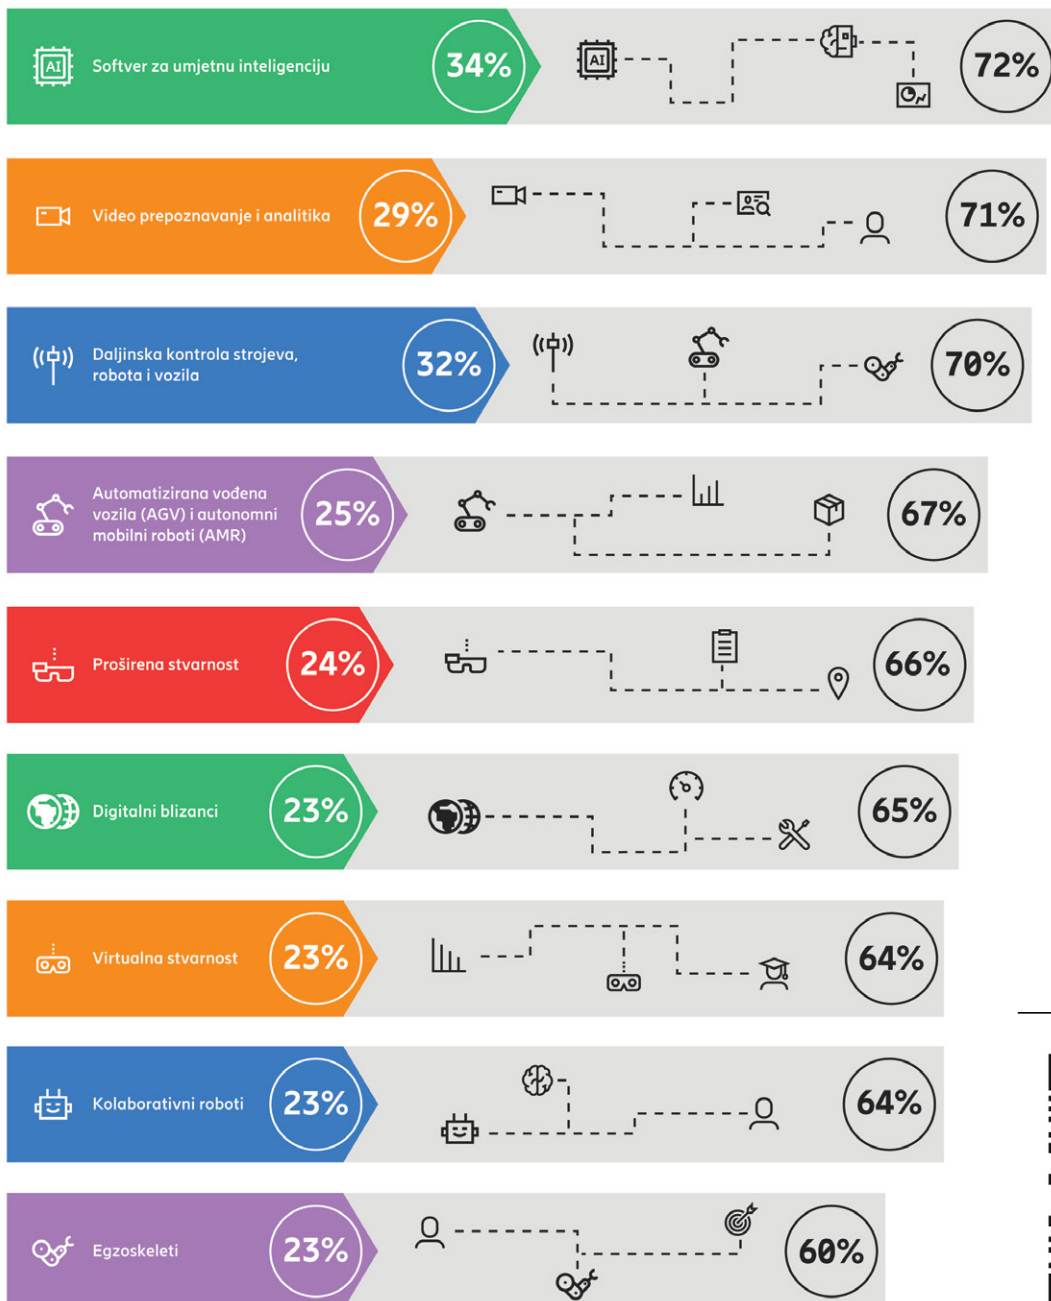 AI
Softver za umjetnu inteligenciju
34%
AI
72%
Video prepoznavanje i analitika
29%
71%
Daljinska kontrola strojeva,
robota i vozila
32%
70%
Automatizirana vođena
vozila (AGV) i autonomni
mobilni roboti (AMR)
25%
67%
Proširena stvarnost
24%
66%
Digitalni blizanci
23%
65%
Virtualna stvarnost
23%
64%
Kolaborativni roboti
23%
64%
Egzoskeleti
23%
60%